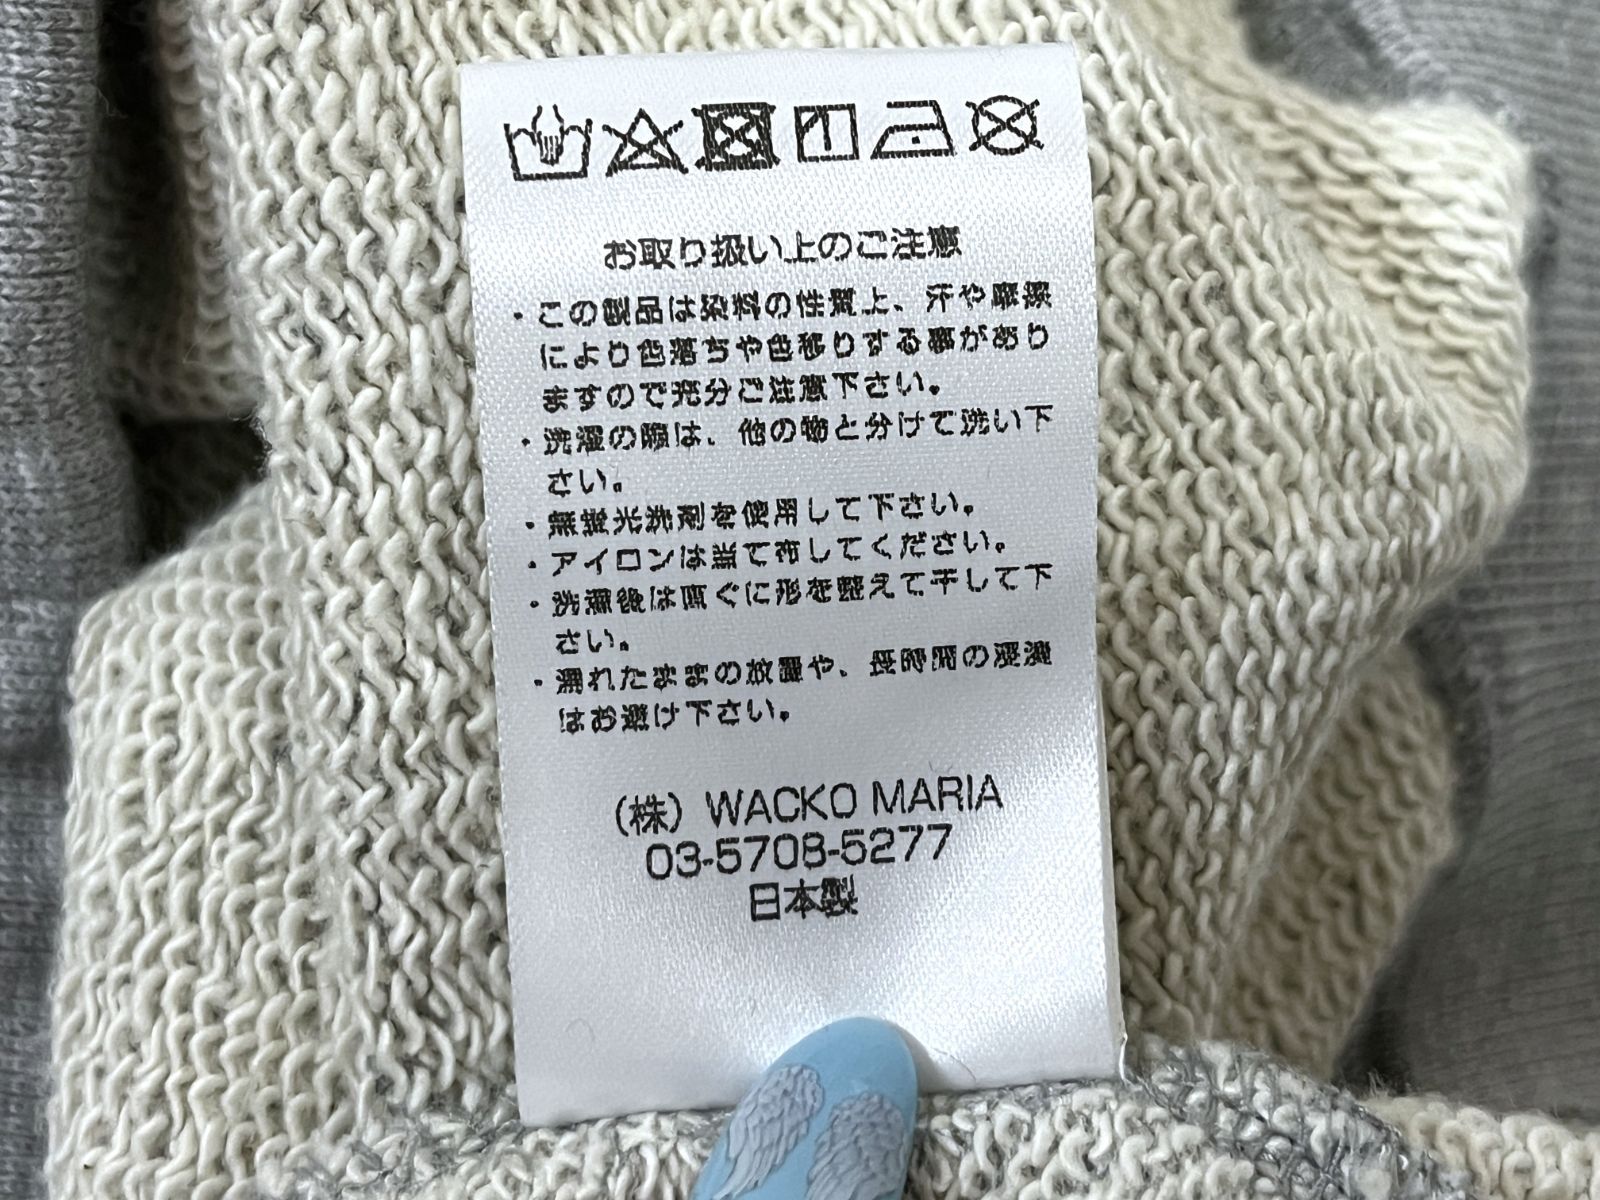 お取り扱い上のご注意
・この製品は染料の性質上、汗や摩擦
により色落ちや色移りする事があり
ますので充分ご注意下さい。
・洗濯の際は、他の物と分けて洗い下
さい。
・無蛍光洗剤を使用して下さい。
・アイロンは当て布してください。
・洗濯後は直ぐに形を整えて干して下
さい。
・濡れたままの放置や、長時間の浸漬
はお避け下さい。
(株) WACKO MARIA
03-5708-5277
日本製